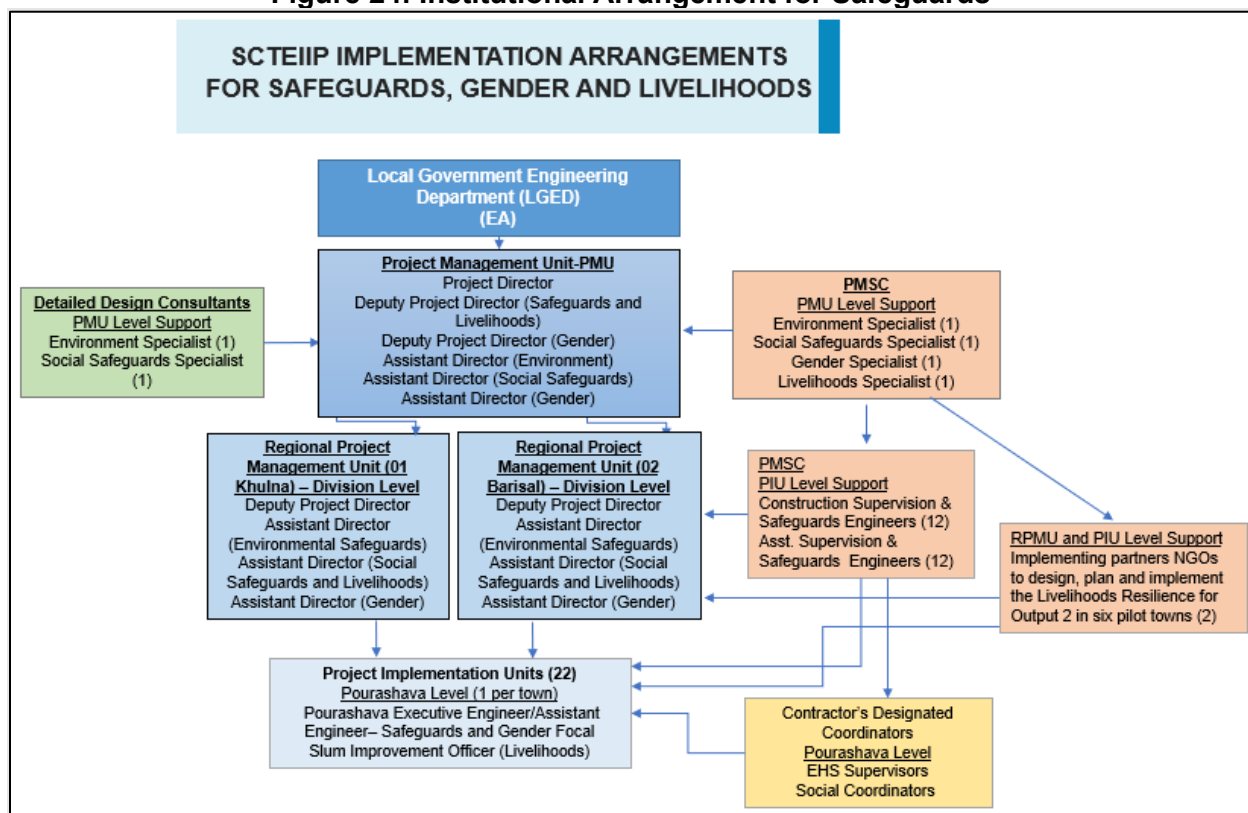 Figure 24: Institutional Arrangement for Safeguards
SCTEIIP IMPLEMENTATION ARRANGEMENTS
FOR SAFEGUARDS, GENDER AND LIVELIHOODS
Local Government Engineering
Department (LGED)
(EA)
Project Management Unit-PMU
Project Director
Deputy Project Director (Safeguards and
Livelihoods)
Deputy Project Director (Gender)
Assistant Director (Environment)
Assistant Director (Social Safeguards)
Assistant Director (Gender)
Detailed Design Consultants
PMU Level Support
Environment Specialist (1)
Social Safeguards Specialist
(1)
PMSC
PMU Level Support
Environment Specialist (1)
Social Safeguards Specialist (1)
Gender Specialist (1)
Livelihoods Specialist (1)
Regional Project
Management Unit (01
Khulna) – Division Level
Deputy Project Director
Assistant Director
(Environmental Safeguards)
Assistant Director (Social
Safeguards and Livelihoods)
Assistant Director (Gender)
Regional Project
Management Unit (02
Barisal) – Division Level
Deputy Project Director
Assistant Director
(Environmental Safeguards)
Assistant Director (Social
Safeguards and Livelihoods)
Assistant Director (Gender)
PMSC
PIU Level Support
Construction Supervision &
Safeguards Engineers (12)
Asst. Supervision &
Safeguards Engineers (12)
RPMU and PIU Level Support
Implementing partners NGOs
to design, plan and implement
the Livelihoods Resilience for
Output 2 in six pilot towns (2)
Project Implementation Units (22)
Pourashava Level (1 per town)
Pourashava Executive Engineer/Assistant
Engineer– Safeguards and Gender Focal
Slum Improvement Officer (Livelihoods)
Contractor's Designated
Coordinators
Pourashava Level
EHS Supervisors
Social Coordinators